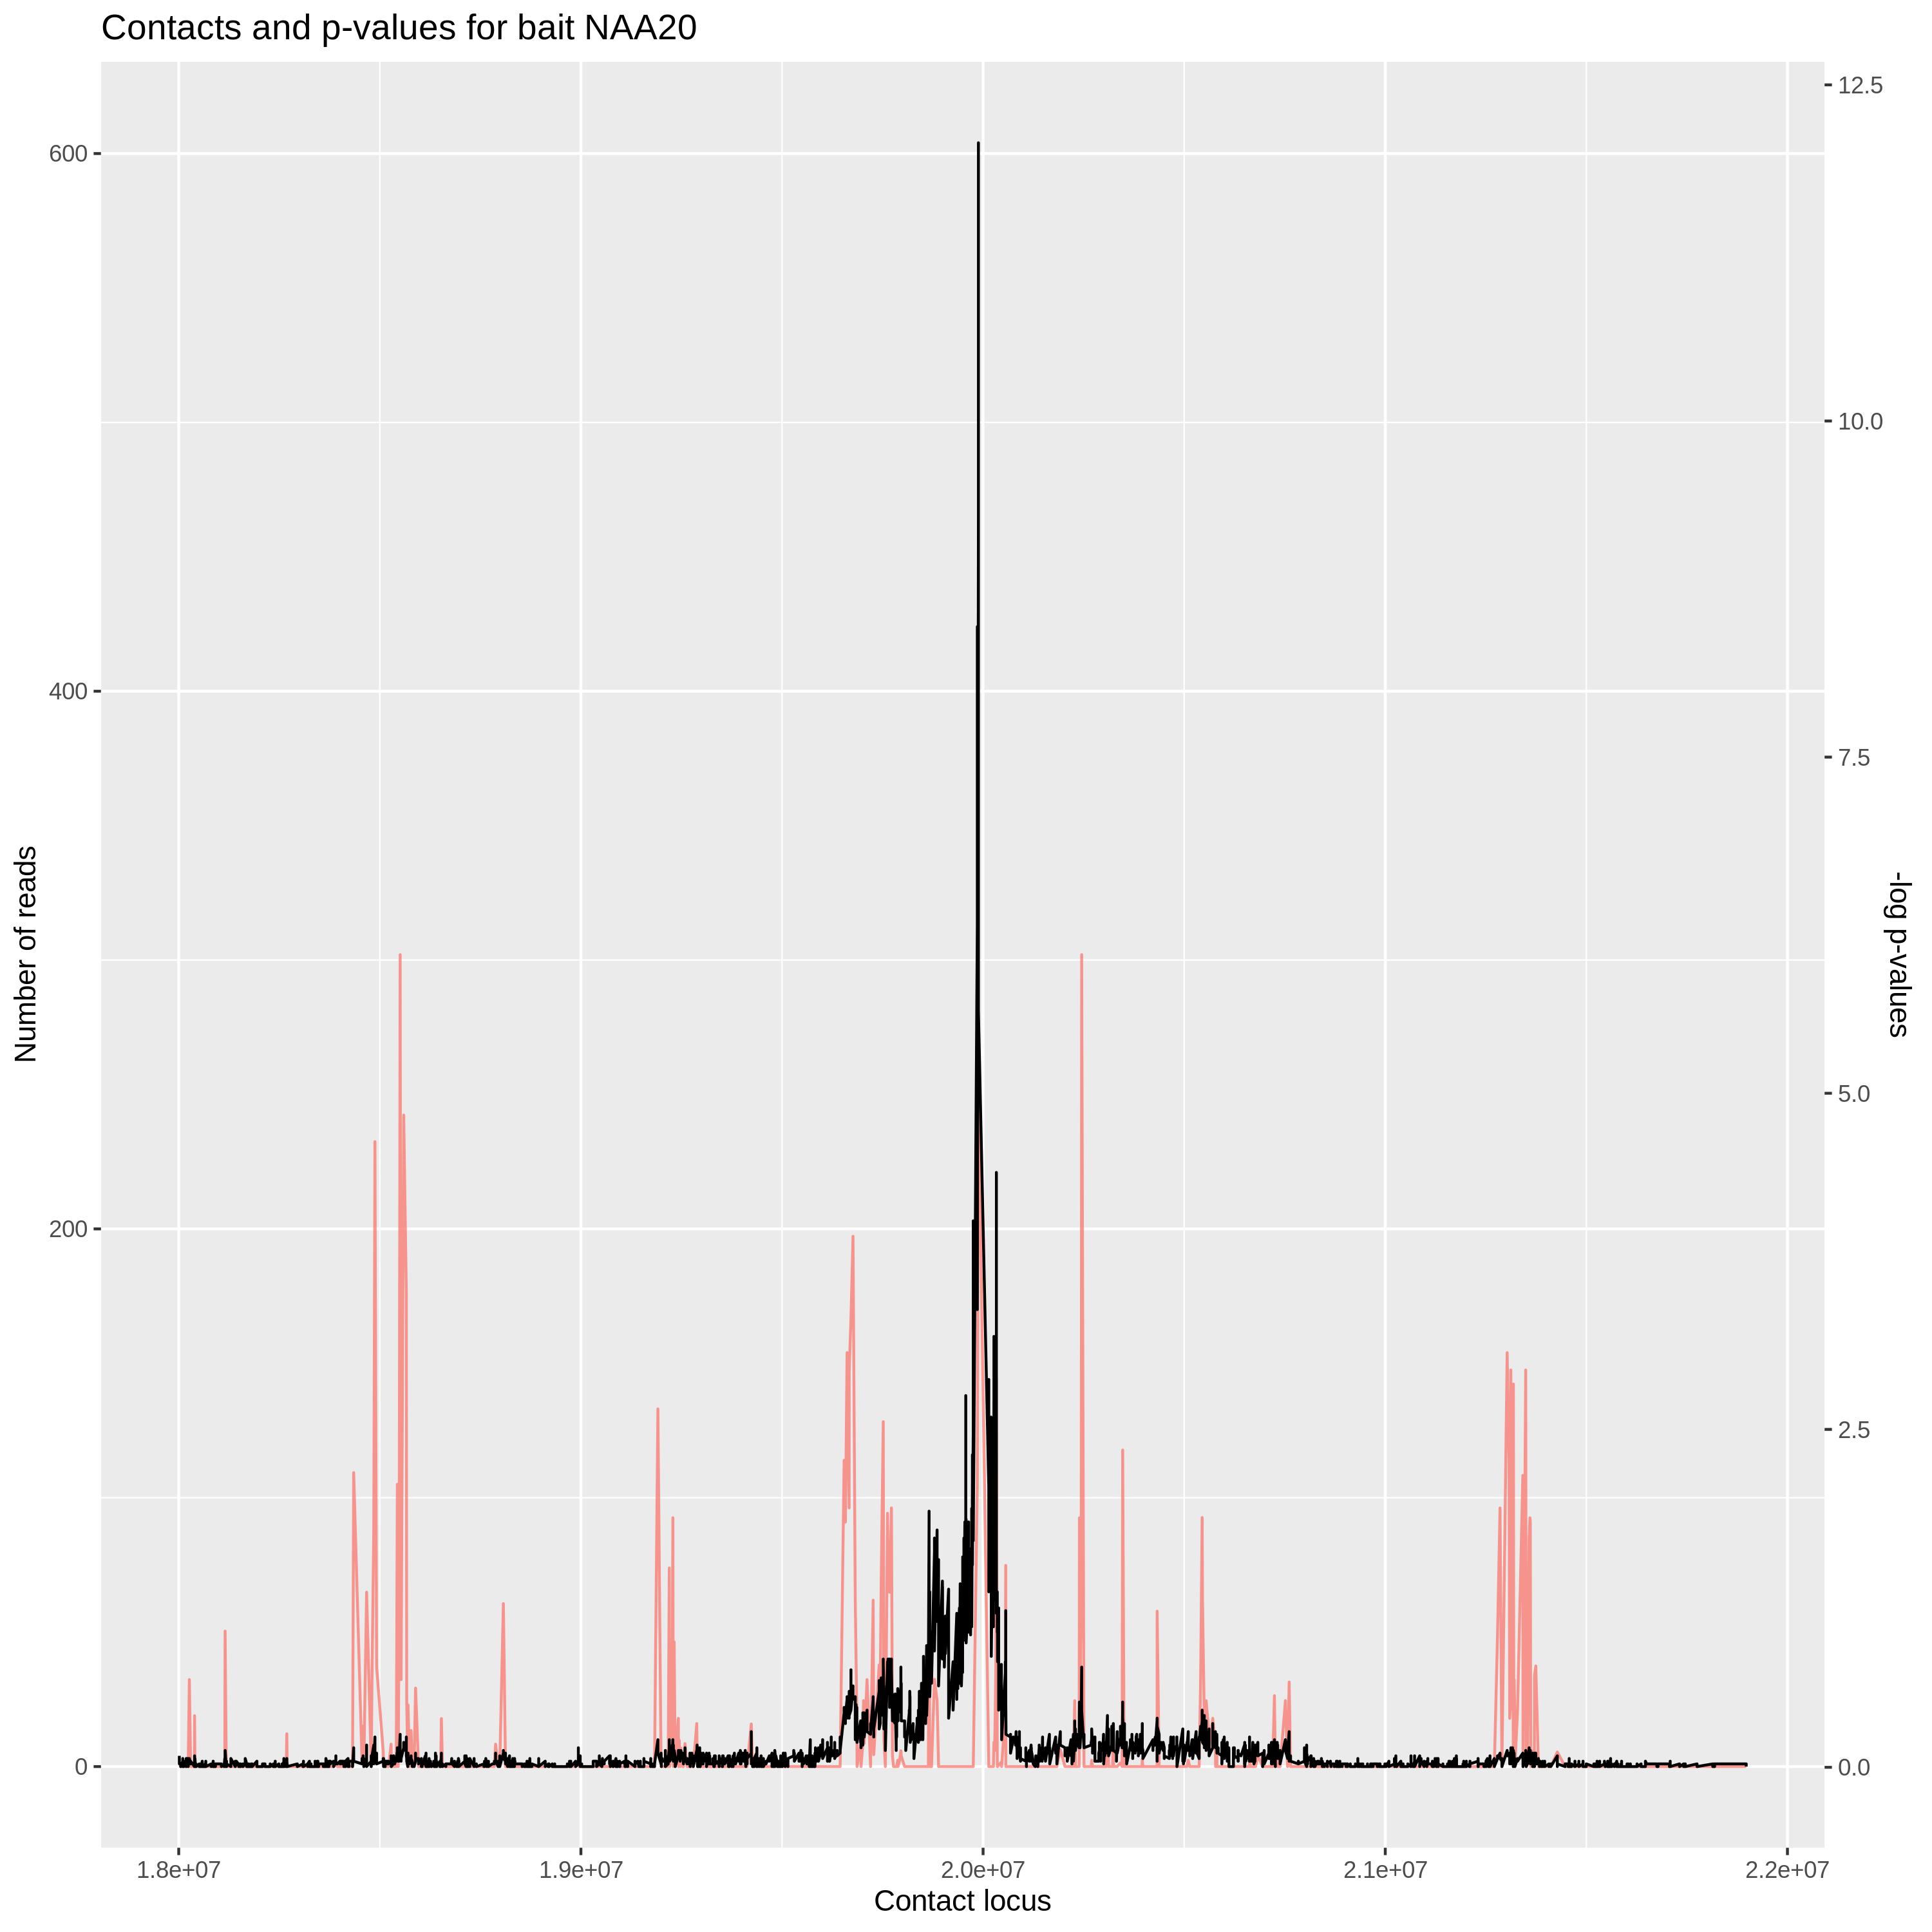 Contacts and p-values for bait NAA20
12.5
600
10.0
400
7.5
Number of reads
-log p-values
5.0
200
2.5
0
0.0
1.8e+07
1.9e+07
2.0e+07
2.1e+07
2.2e+07
Contact locus